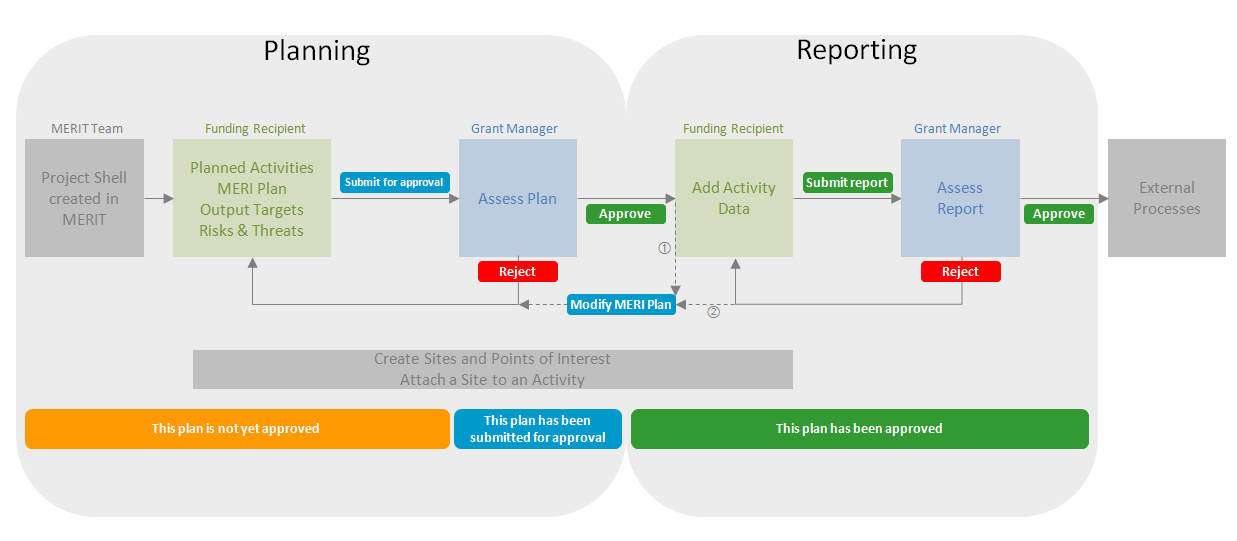 Planning
Reporting
MERIT Team
Funding Recipient
Grant Manager
Funding Recipient
Grant Manager
Project Shell
created in
MERIT
Planned Activities
MERI Plan
Output Targets
Risks & Threats
Submit for approval
Assess Plan
Approve
Reject
Add Activity
Data
Submit report
Assess
Report
Approve
Reject
External
Processes
①
Modify MERI Plan
②
Create Sites and Points of Interest
Attach a Site to an Activity
This plan is not yet approved
This plan has been
submitted for approval
This plan has been approved